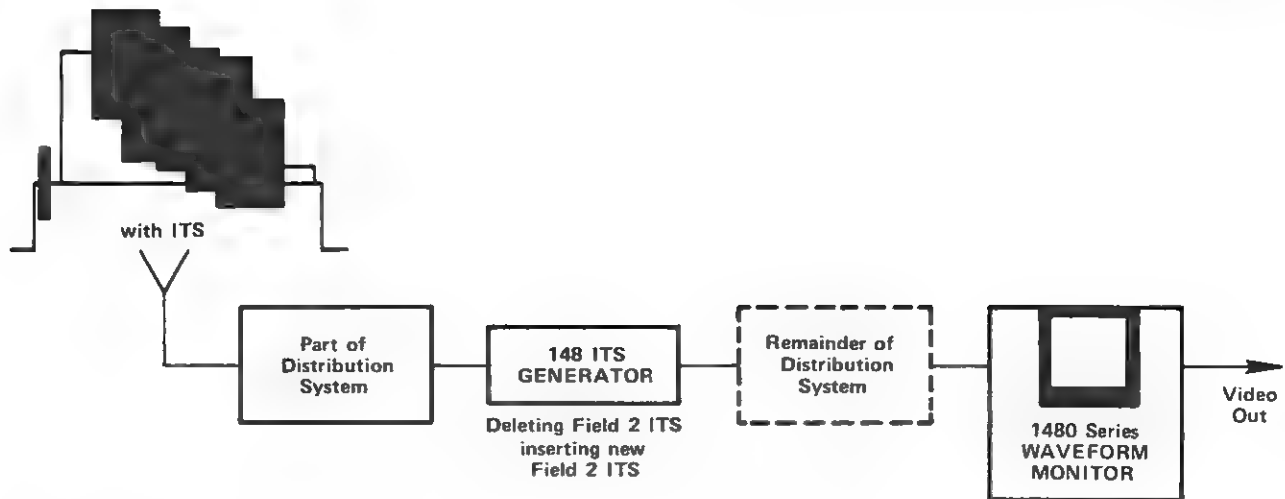 with ITS
Part of
Distribution
System
148 ITS
GENERATOR
Deleting Field 2 ITS
inserting new
Field 2 ITS
Remainder of
Distribution
System
1480 Series
WAVEFORM
MONITOR
Video
Out